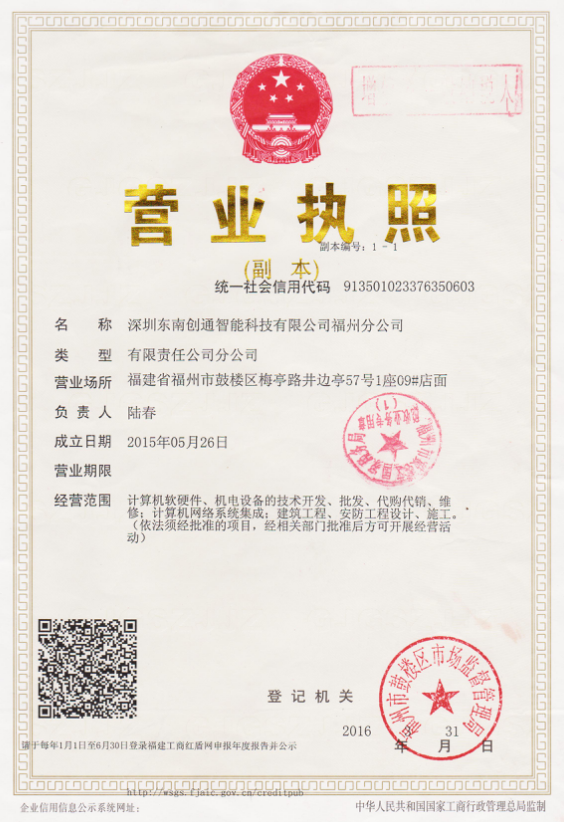 营业执照
副本编号：1 - 1
(副 本)
统一社会信用代码 913501023376350603
名 称 深圳东南创通智能科技有限公司福州分公司
类 型 有限责任公司分公司
营业场所 福建省福州市鼓楼区梅亭路井边亭57号1座09#店面
负 责 人 陆春
成立日期 2015年05月26日
营业期限
经营范围 计算机软硬件、机电设备的技术开发、批发、代购代销、维
修；计算机网络系统集成；建筑工程、安防工程设计、施工。
（依法须经批准的项目，经相关部门批准后方可开展经营活
动）
登记机关
福州市鼓楼区市场监督管理局
2016 31
年 月 日
请于每年1月1日至6月30日登录福建工商红盾网申报年度报告并公示
http://wsgs.fjaic.gov.cn/creditpub
企业信用信息公示系统网址：
中华人民共和国国家工商行政管理总局监制